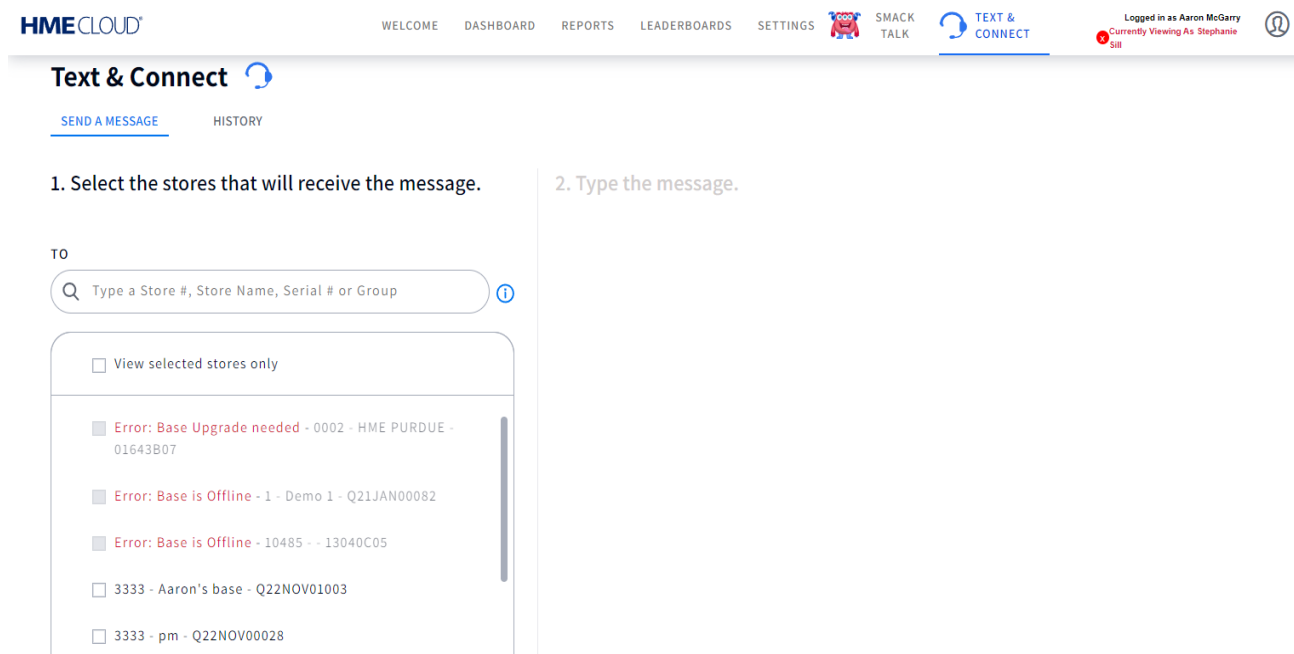 HME CLOUD®
WELCOME DASHBOARD REPORTS LEADERBOARDS SETTINGS SMACK TALK TEXT & CONNECT
Logged in as Aaron McGarry
x Currently Viewing As Stephanie
Sill
Text & Connect
SEND A MESSAGE HISTORY
1. Select the stores that will receive the message.
2. Type the message.
TO
Type a Store #, Store Name, Serial # or Group
View selected stores only
Error: Base Upgrade needed - 0002 - HME PURDUE -
01643B07
Error: Base is Offline - 1 - Demo 1 - Q21JAN00082
Error: Base is Offline - 10485 - - 13040C05
3333 - Aaron's base - Q22NOV01003
3333 - pm - Q22NOV00028